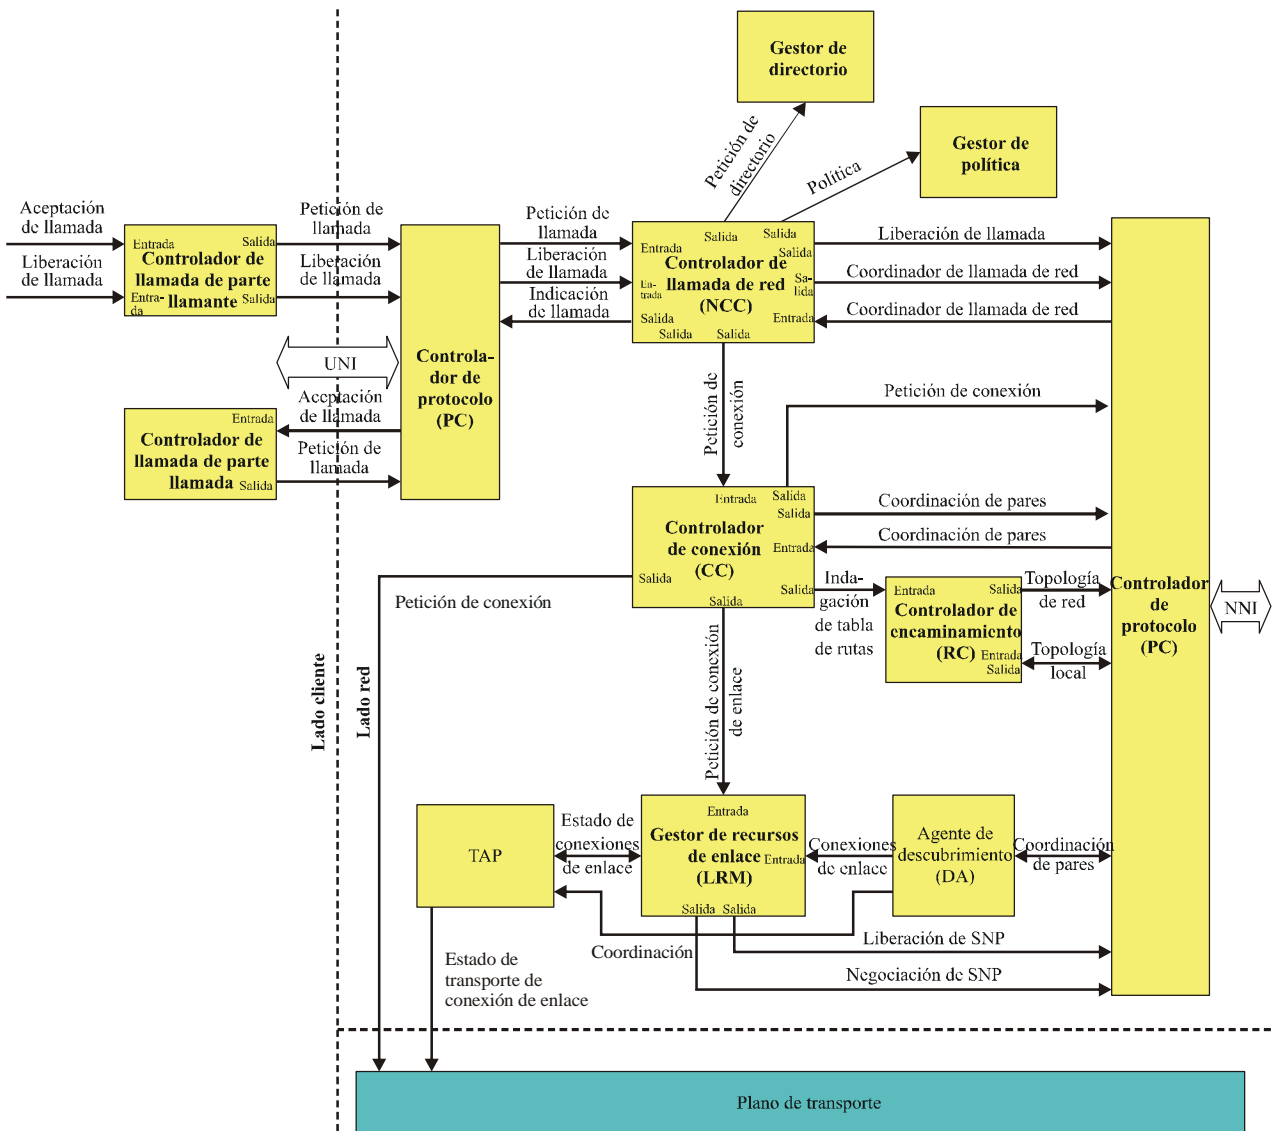 Gestor de
directorio
Petición de
directorio
Gestor de
política
Política
Aceptación
de llamada
Liberación
de llamada
Entrada
Salida
Controlador de
llamada de parte
llamante
Entra-
da
Salida
Petición de
llamada
Liberación
de llamada
UNI
Entrada
Controlador de
llamada de parte
llamada
Salida
Aceptación
de llamada
Petición de
llamada
Controla-
dor de
protocolo
(PC)
Petición de
llamada
Liberación
de llamada
Indicación
de llamada
Salida
Salida
Entrada
Salida
Controlador de
llamada de red
(NCC)
En-
trada
Sa-
lida
Salida
Entrada
Salida
Salida
Liberación de llamada
Coordinador de llamada de red
Coordinador de llamada de red
Petición de
conexión
Petición de conexión
Entrada
Salida
Salida
Controlador
de conexión
(CC)
Entrada
Salida
Salida
Salida
Coordinación de pares
Coordinación de pares
Petición de conexión
Inda-
gación
de tabla
de rutas
Entrada
Salida
Controlador de
encaminamiento
(RC)
Entrada
Salida
Topología
de red
Topología
local
Controlador
de
protocolo
(PC)
NNI
Lado cliente
Lado red
Petición de conexión
de enlace
TAP
Estado de
conexiones
de enlace
Entrada
Gestor de recursos
de enlace
(LRM)
Entrada
Salida
Salida
Conexiones
de enlace
Agente de
descubrimiento
(DA)
Coordinación
de pares
Coordinación
Liberación de SNP
Negociación de SNP
Estado de
transporte de
conexión de enlace
Plano de transporte